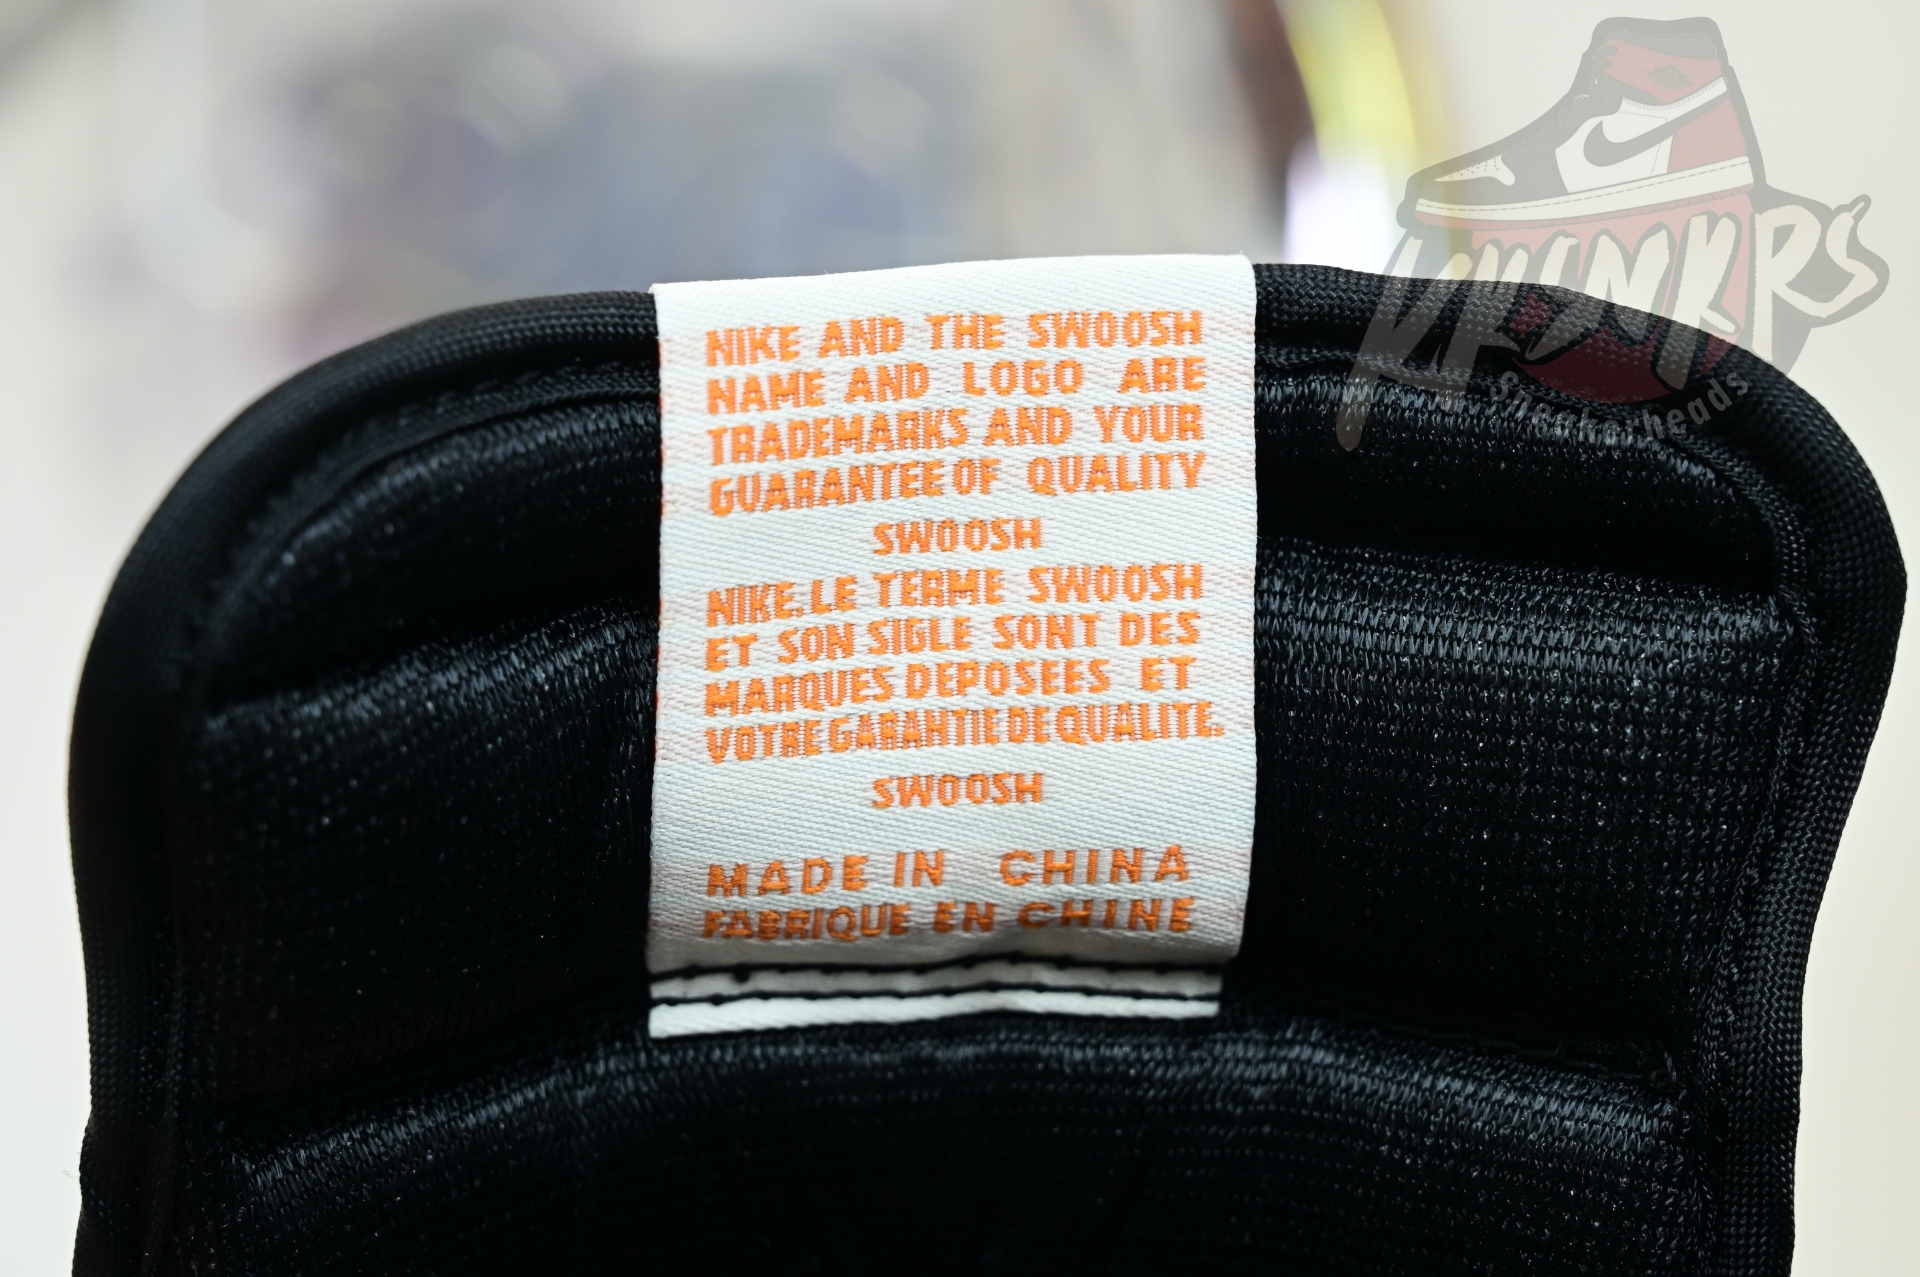 KKSNKRS
Sneakerheads
NIKE AND THE SWOOSH
NAME AND LOGO ARE
TRADEMARKS AND YOUR
GUARANTEE OF QUALITY
SWOOSH
NIKE.LE TERME SWOOSH
ET SON SIGLE SONT DES
MARQUES DEPOSEES ET
VOTRE GARANTIE DE QUALITE.
SWOOSH
MADE IN CHINA
FABRIQUE EN CHINE